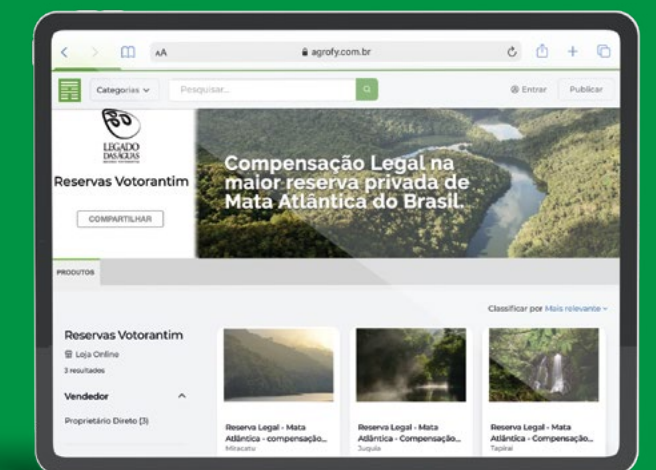 AA
agrofy.com.br
Categorias
Pesquisar...
Entrar
Publicar
LEGADO
DAS ÁGUAS
Reservas Votorantim
COMPARTILHAR
Compensação Legal na
maior reserva privada de
Mata Atlântica do Brasil.
PRODUTOS
Classificar por Mais relevante
Reservas Votorantim
Loja Online
3 resultados
Vendedor
Proprietário Direto (3)
Reserva Legal - Mata
Atlântica - compensação...
Miracatu
Reserva Legal - Mata
Atlântica - Compensação...
Juquia
Reserva Legal - Mata
Atlântica - Compensação...
Tapiraí